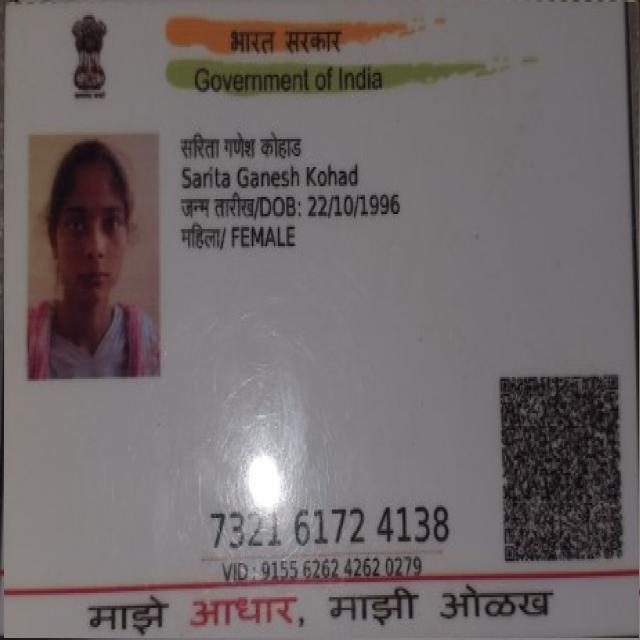 भारत सरकार
Government of India
सरिता गणेश कोहाड
Sarita Ganesh Kohad
जन्म तारीख/DOB: 22/10/1996
महिला/ FEMALE
7321 6172 4138
VID : 9155 6262 4262 0279
माझे आधार, माझी ओळख